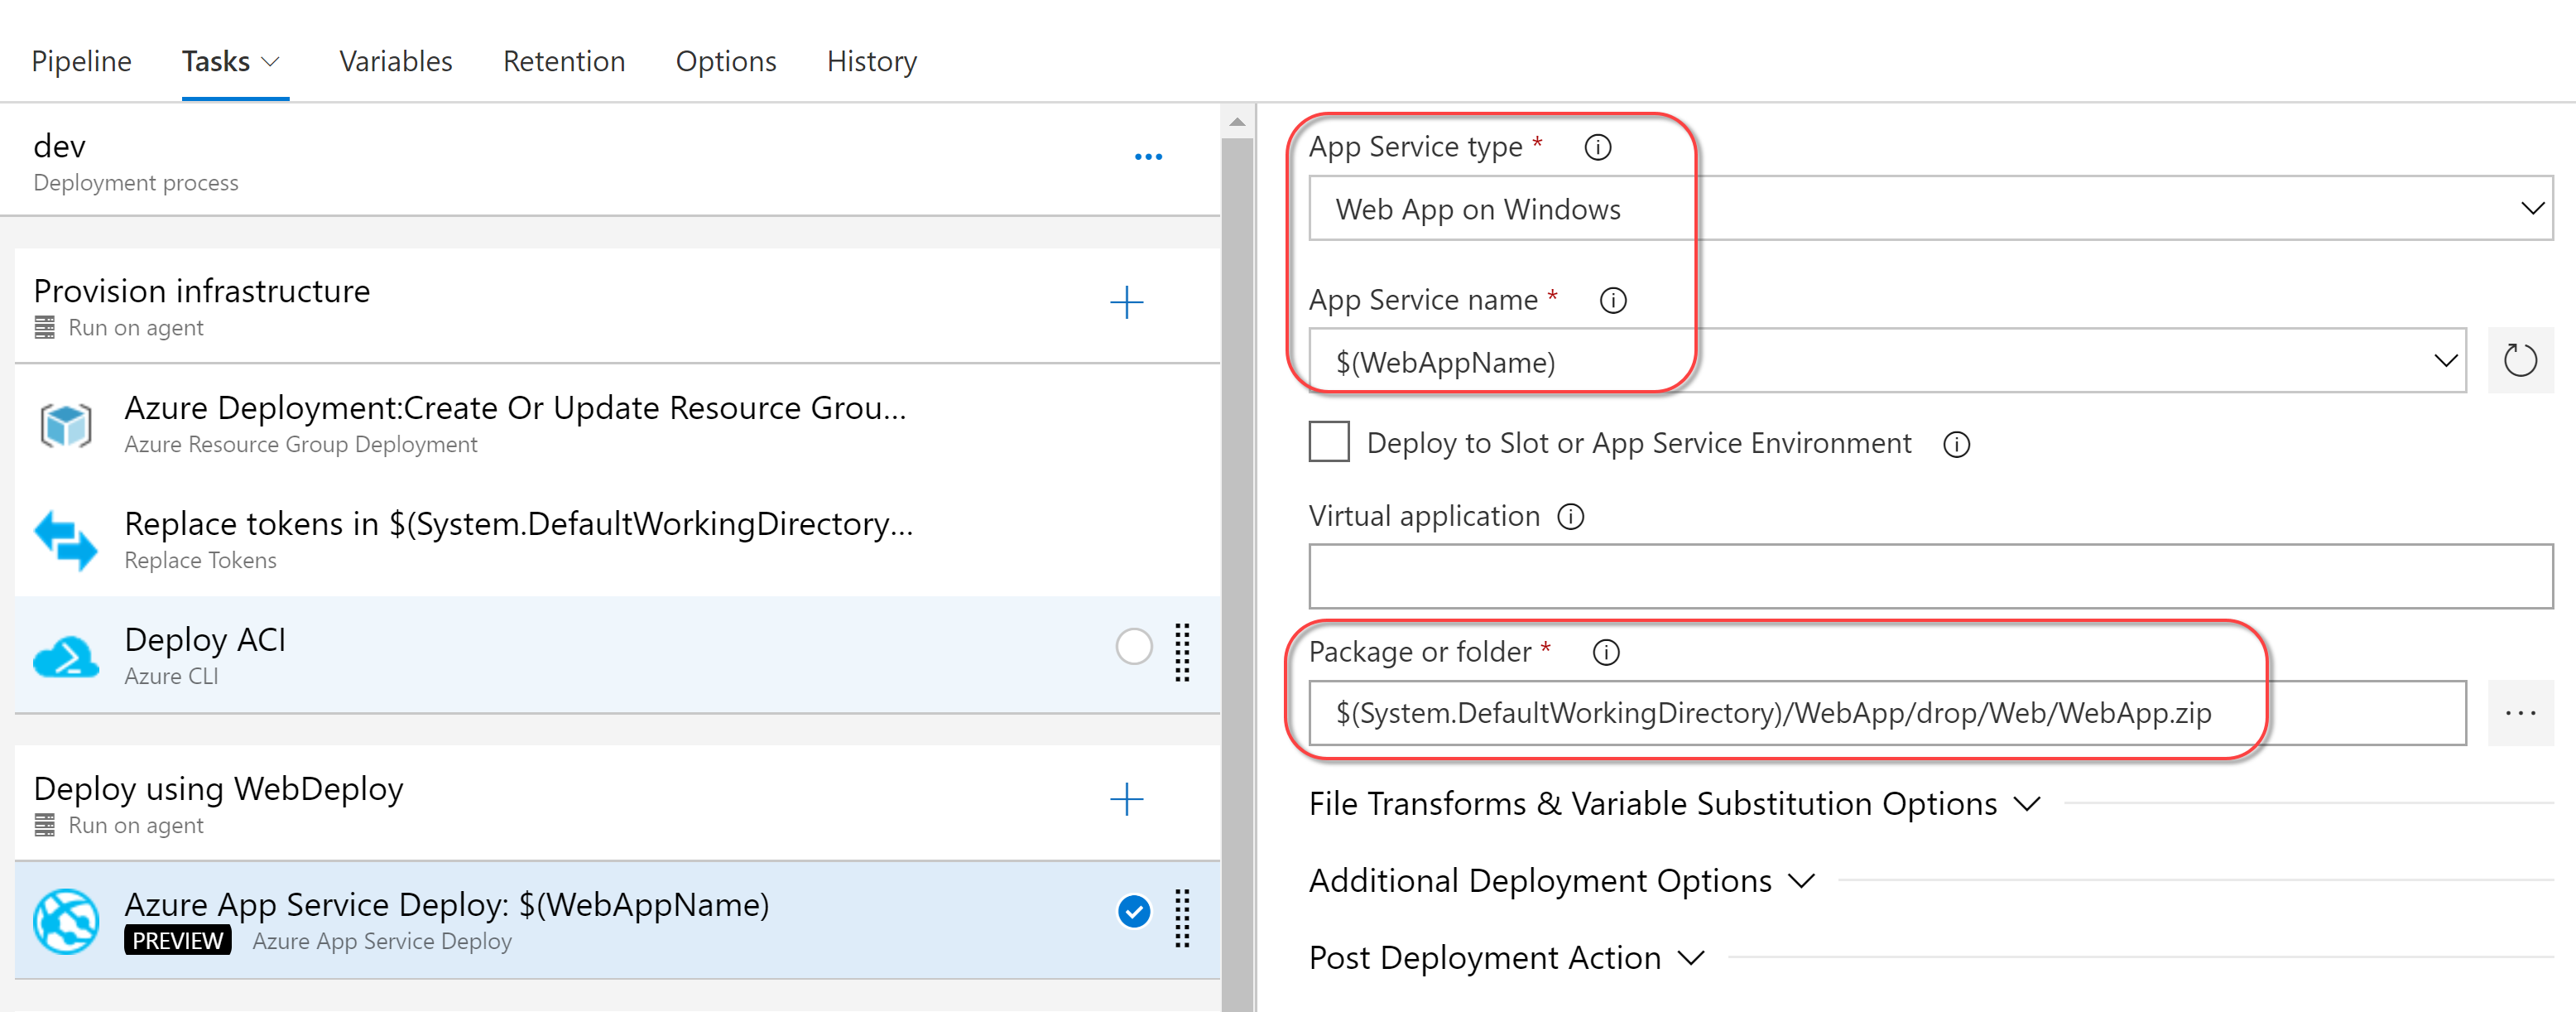 Pipeline Tasks Variables Retention Options History
dev
Deployment process
Provision infrastructure
Run on agent
Azure Deployment:Create Or Update Resource Grou...
Azure Resource Group Deployment
Replace tokens in $(System.DefaultWorkingDirectory...
Replace Tokens
Deploy ACI
Azure CLI
Deploy using WebDeploy
Run on agent
Azure App Service Deploy: $(WebAppName)
PREVIEW Azure App Service Deploy
App Service type *
Web App on Windows
App Service name *
$(WebAppName)
Deploy to Slot or App Service Environment
Virtual application
Package or folder *
$(System.DefaultWorkingDirectory)/WebApp/drop/Web/WebApp.zip
File Transforms & Variable Substitution Options
Additional Deployment Options
Post Deployment Action